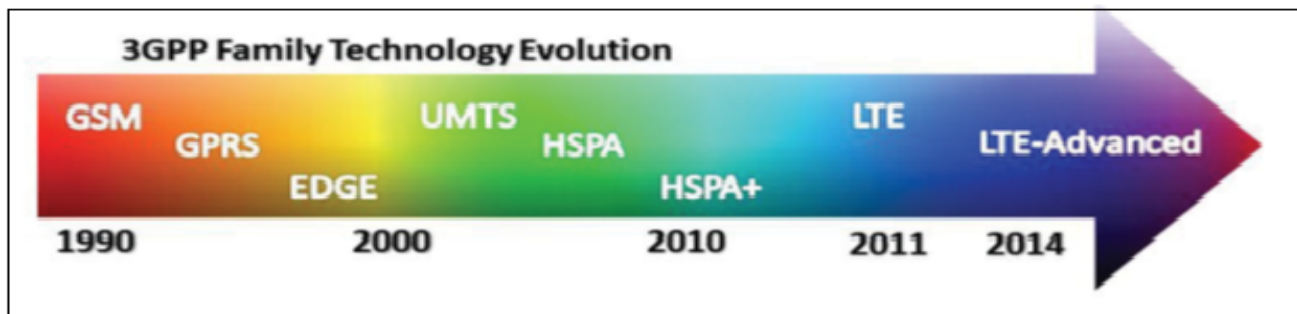 3GPP Family Technology Evolution
GSM UMTS LTE
GPRS HSPA LTE-Advanced
EDGE HSPA+
1990 2000 2010 2011 2014